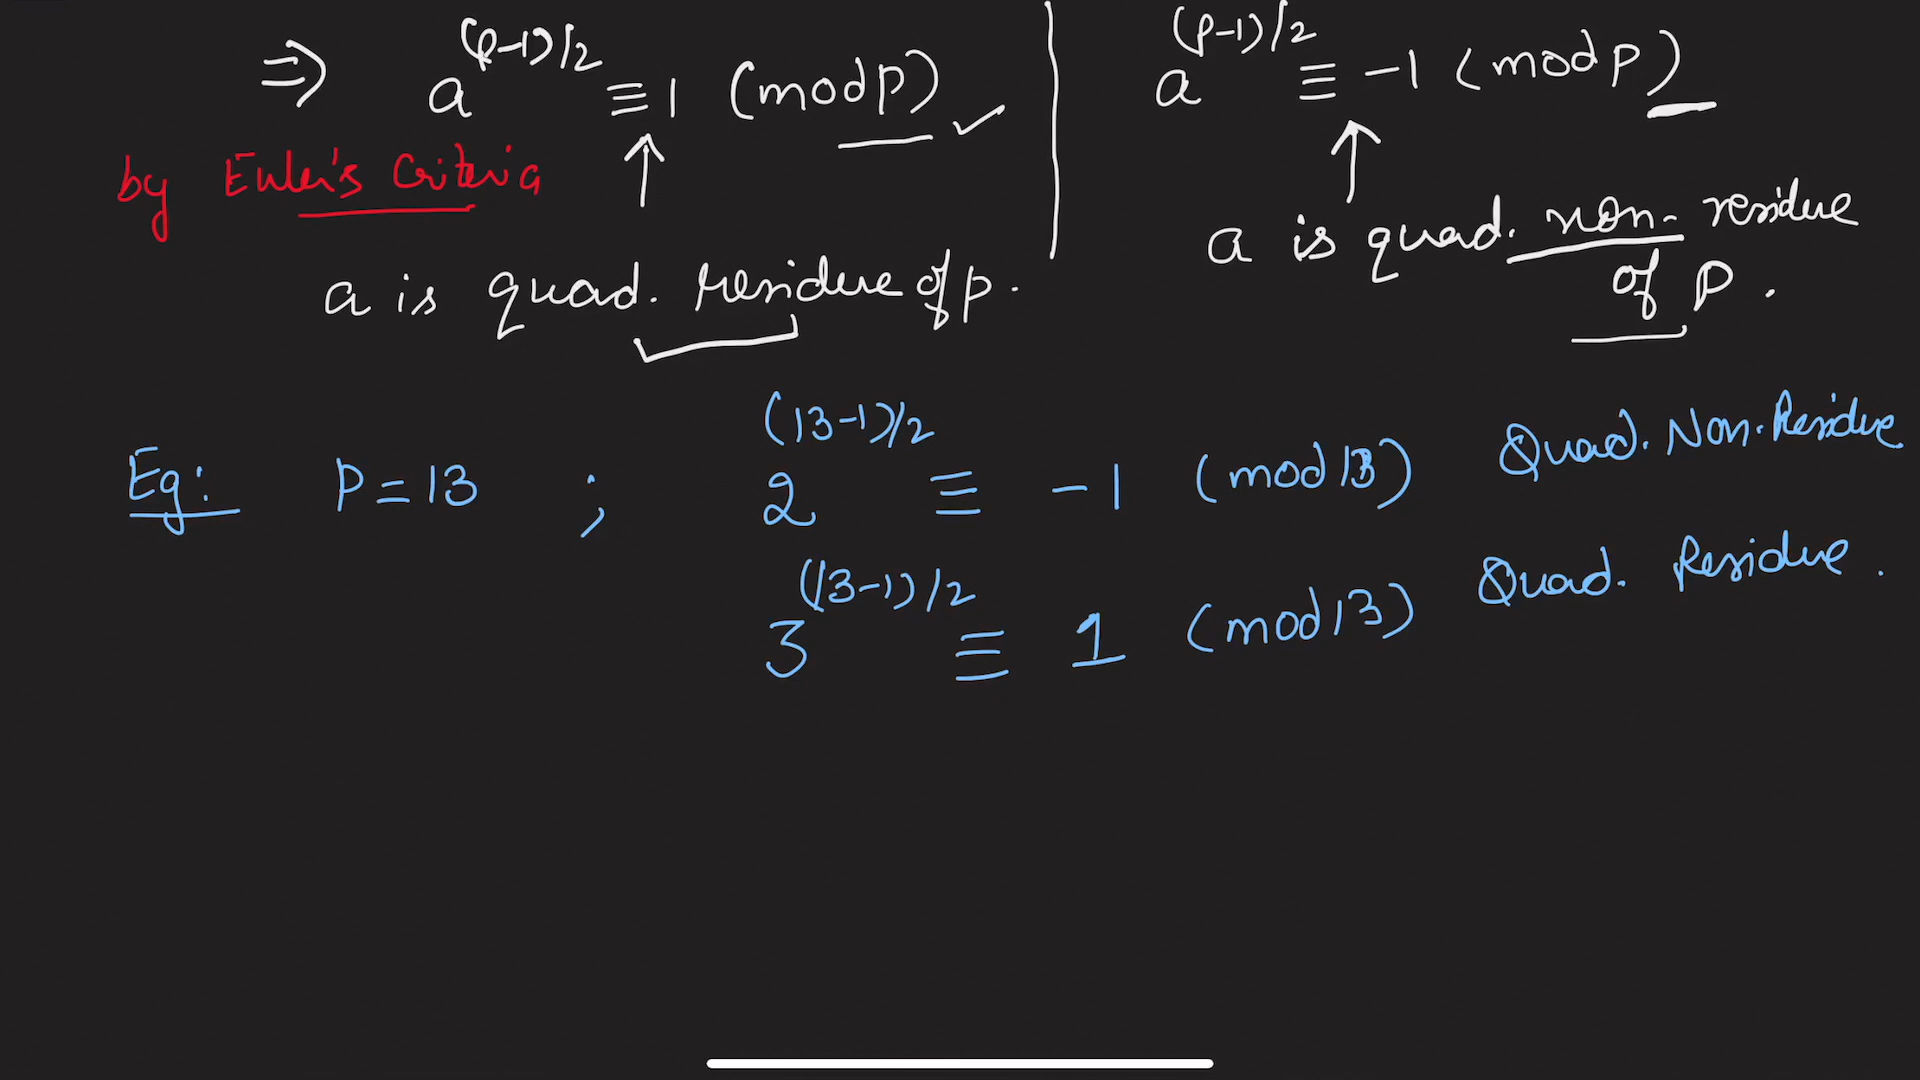 ⇒ a^(p-1)/2 ≡ 1 (mod p) ✓
by Euler's Criteria
a is quad. residue of p.
a^(p-1)/2 ≡ -1 (mod p)
a is quad. non-residue
of p.
Eg: p = 13 ; 2^(13-1)/2 ≡ -1 (mod 13) Quad. Non-Residue
3^(13-1)/2 ≡ 1 (mod 13) Quad. Residue.